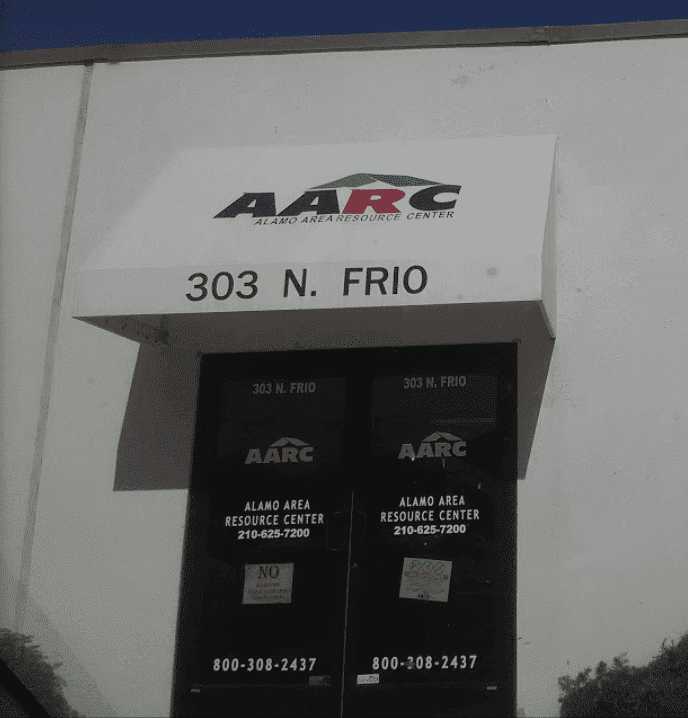 AARC
ALAMO AREA RESOURCE CENTER
303 N. FRIO
303 N. FRIO
AARC
ALAMO AREA
RESOURCE CENTER
210-625-7200
NO
800-308-2437
303 N. FRIO
AARC
ALAMO AREA
RESOURCE CENTER
210-625-7200
800-308-2437